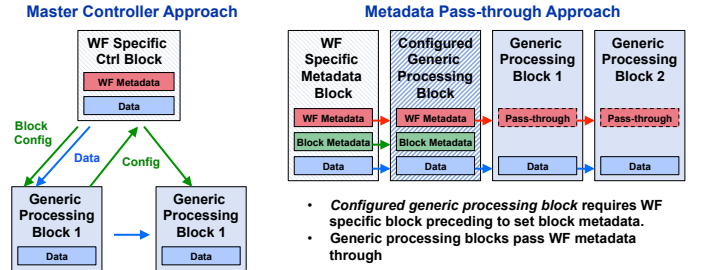 Master Controller Approach
WF Specific
Ctrl Block
WF Metadata
Data
Block
Config
Data
Config
Generic
Processing
Block 1
Data
Generic
Processing
Block 1
Data
Metadata Pass-through Approach
WF
Specific
Metadata
Block
WF Metadata
Block Metadata
Data
Configured
Generic
Processing
Block
WF Metadata
Block Metadata
Data
Generic
Processing
Block 1
Pass-through
Data
Generic
Processing
Block 2
Pass-through
Data
• Configured generic processing block requires WF
specific block preceding to set block metadata.
• Generic processing blocks pass WF metadata
through